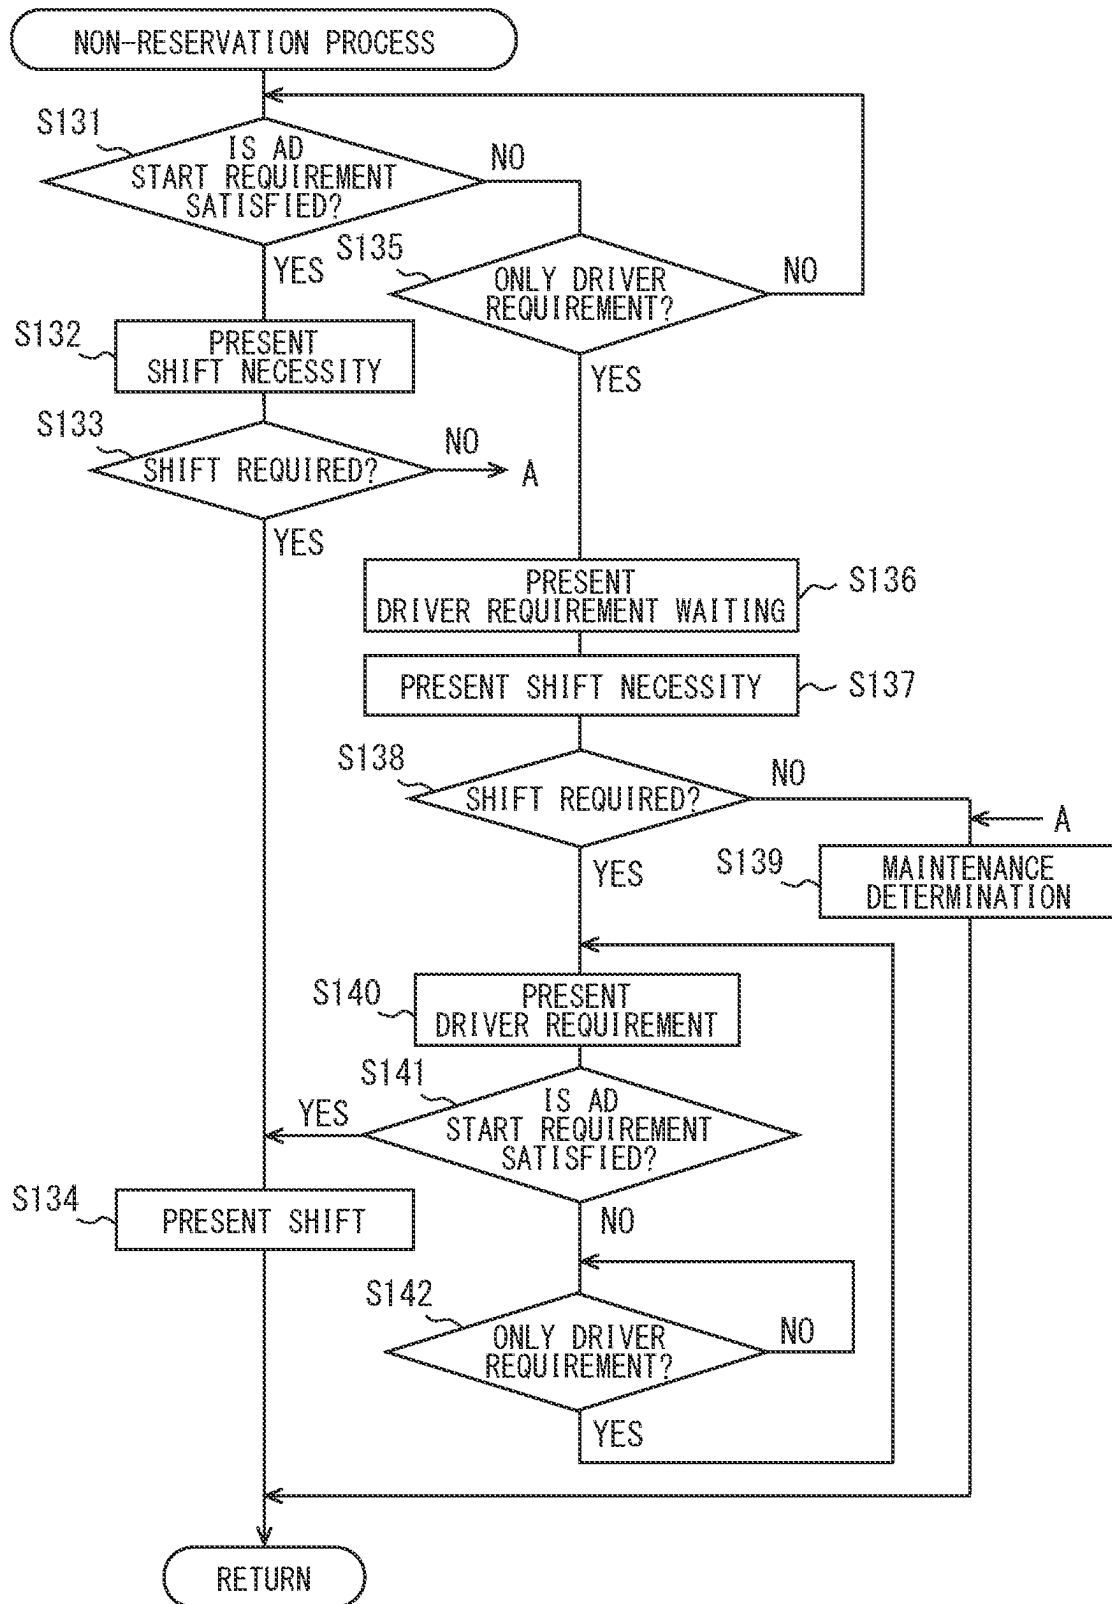 NON-RESERVATION PROCESS
S131
IS AD
START REQUIREMENT
SATISFIED?
NO
YES
S135
ONLY DRIVER
REQUIREMENT?
NO
YES
S132
PRESENT
SHIFT NECESSITY
S133
SHIFT REQUIRED?
NO
A
YES
PRESENT
DRIVER REQUIREMENT WAITING
S136
PRESENT SHIFT NECESSITY
S137
S138
SHIFT REQUIRED?
NO
A
YES
S139
MAINTENANCE
DETERMINATION
S140
PRESENT
DRIVER REQUIREMENT
S141
IS AD
START REQUIREMENT
SATISFIED?
YES
NO
S134
PRESENT SHIFT
S142
ONLY DRIVER
REQUIREMENT?
NO
YES
RETURN